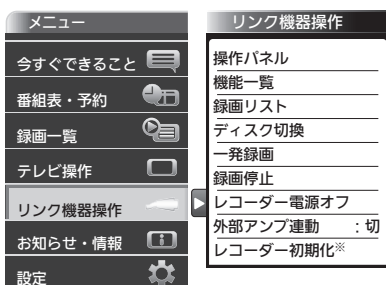 メニュー
今すぐできること
番組表・予約
録画一覧
テレビ操作
リンク機器操作
お知らせ・情報
設定
リンク機器操作
操作パネル
機能一覧
録画リスト
ディスク切換
一発録画
録画停止
レコーダー電源オフ
外部アンプ連動 :切
レコーダー初期化※